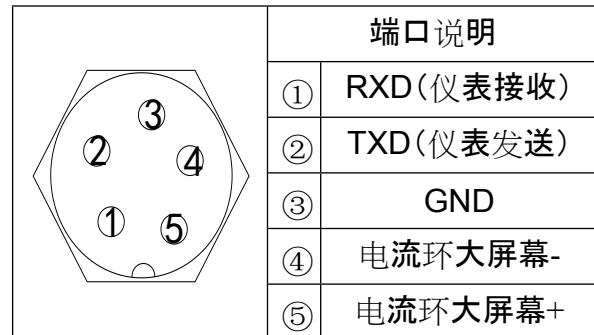 端口说明
① RXD(仪表接收)
② TXD(仪表发送)
③ GND
④ 电流环大屏幕-
⑤ 电流环大屏幕+
3
2
4
1
5